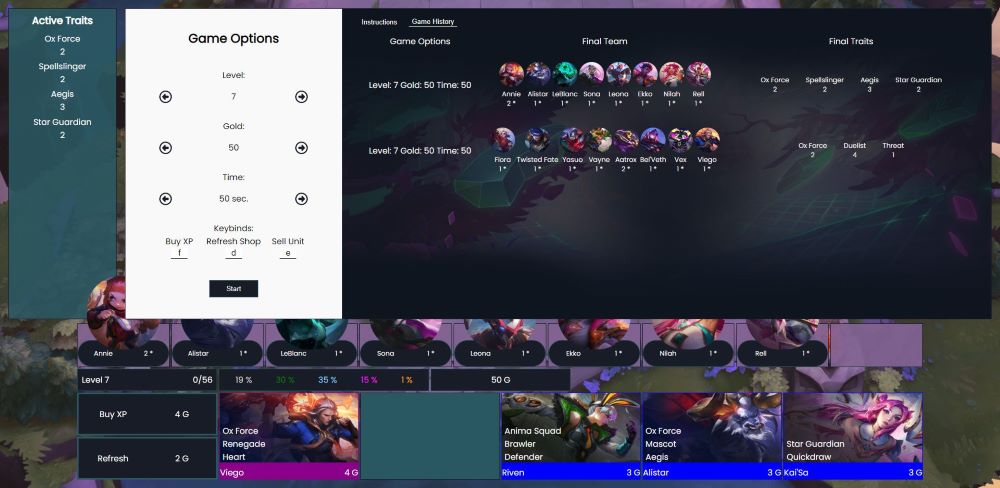 Active Traits
Ox Force
2
Spellslinger
2
Aegis
3
Star Guardian
2
Game Options
Level:
7
Gold:
50
Time:
50 sec.
Keybinds:
Buy XP Refresh Shop Sell Unit
f d e
Start
Instructions Game History
Game Options Final Team Final Traits
Level: 7 Gold: 50 Time: 50
Annie Alistar LeBlanc Sona Leona Ekko Nilah Rell
2 * 1 * 1 * 1 * 1 * 1 * 1 * 1 *
Ox Force Spellslinger Aegis Star Guardian
2 2 3 2
Level: 7 Gold: 50 Time: 50
Fiora Twisted Fate Yasuo Vayne Aatrox Bel'Veth Vex Viego
1 * 1 * 1 * 1 * 2 * 1 * 1 * 1 *
Ox Force Duelist Threat
2 4 1
Annie 2 * Alistar 1 * LeBlanc 1 * Sona 1 * Leona 1 * Ekko 1 * Nilah 1 * Rell 1 *
Level 7 0/56 19 % 30 % 35 % 15 % 1 % 50 G
Buy XP 4 G
Refresh 2 G
Ox Force
Renegade
Heart
Viego 4 G
Anima Squad
Brawler
Defender
Riven 3 G
Ox Force
Mascot
Aegis
Alistar 3 G
Star Guardian
Quickdraw
Kai'Sa 3 G